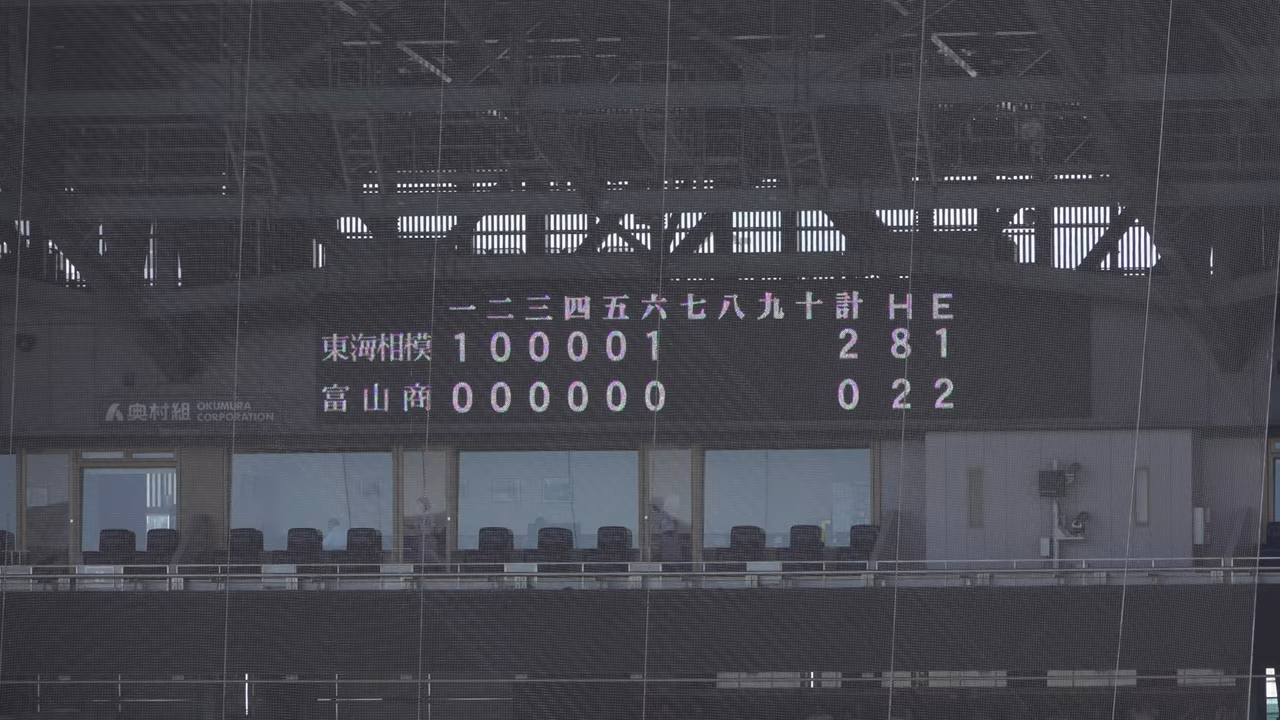 一 二 三 四 五 六 七 八 九 十 計 H E
東海相模 1 0 0 0 0 1 2 8 1
富山商 0 0 0 0 0 0 0 2 2
奥村組 OKUMURA
CORPORATION